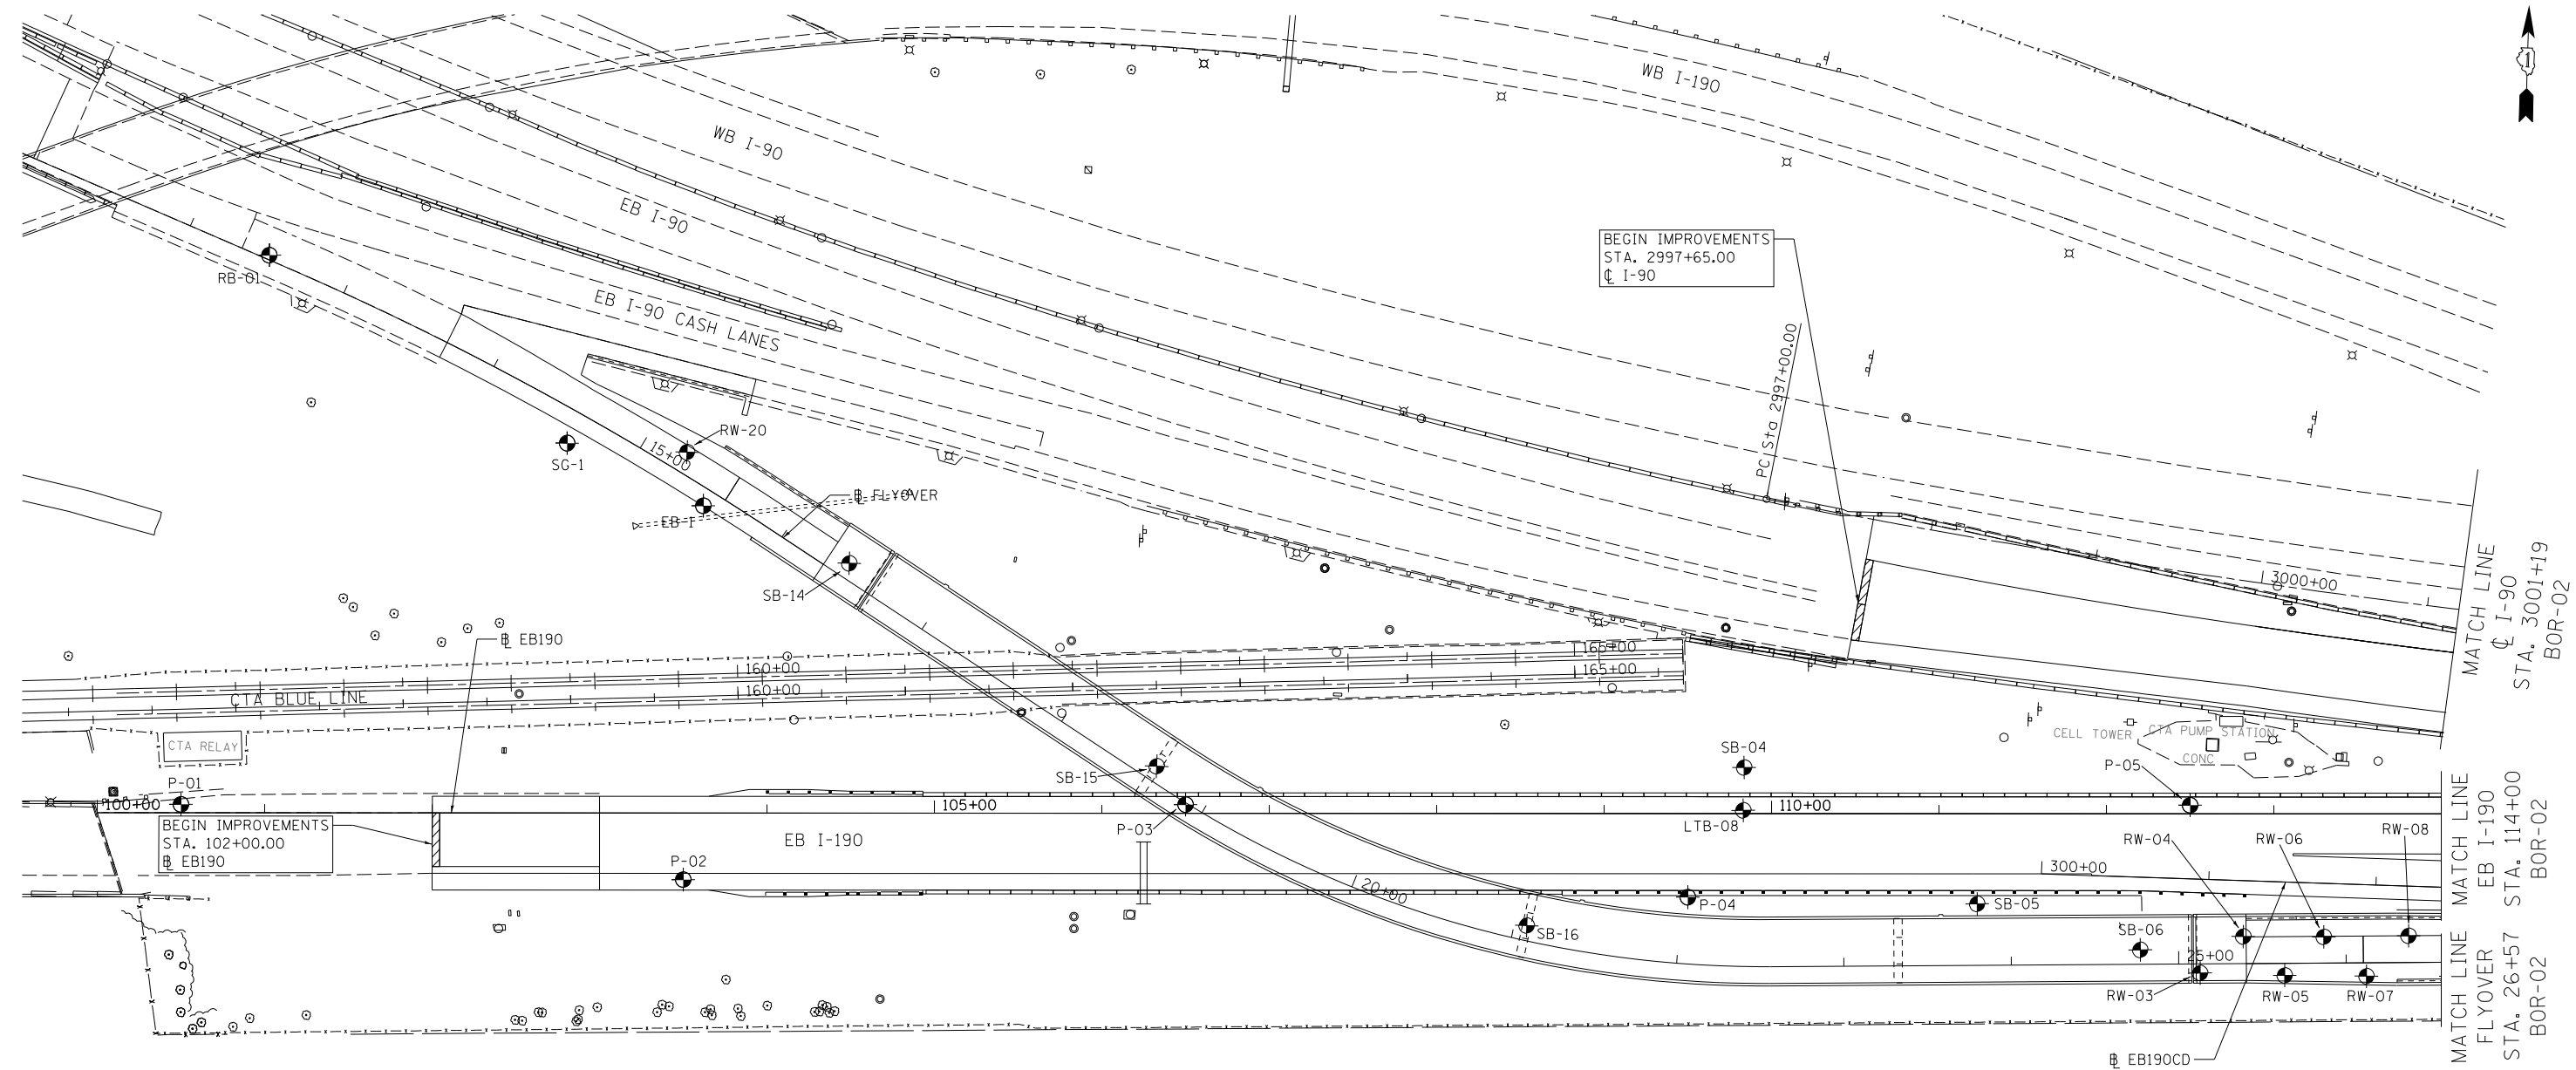 WB I-190
WB I-90
EB I-90
EB I-90 CASH LANES
RB-01
BEGIN IMPROVEMENTS
STA. 2997+65.00
℄ I-90
PC Sta 2997+00.00
RW-20
SG-1
15+00
EB-1
FLYOVER
SB-14
3000+00
MATCH LINE
℄ I-90
STA. 3001+19
BOR-02
EB190
160+00
165+00
160+00
165+00
CTA BLUE LINE
CTA RELAY
P-01
100+00
BEGIN IMPROVEMENTS
STA. 102+00.00
EB190
105+00
SB-15
P-03
EB I-190
P-02
SB-04
LTB-08
110+00
CELL TOWER
CTA PUMP STATION
CONC
P-05
RW-04
RW-06
RW-08
300+00
20+00
P-04
SB-05
SB-16
SB-06
25+00
RW-03
RW-05
RW-07
EB190CD
MATCH LINE
EB I-190
STA. 114+00
BOR-02
MATCH LINE
FLYOVER
STA. 26+57
BOR-02
1